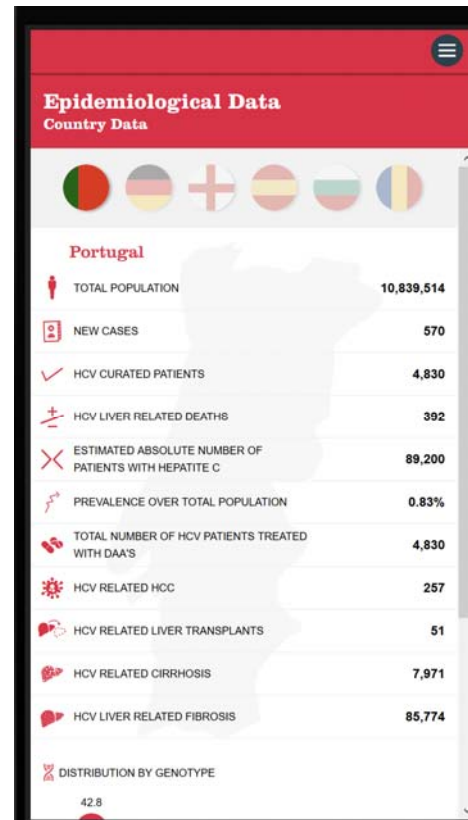 Epidemiological Data
Country Data
Portugal
TOTAL POPULATION 10,839,514
NEW CASES 570
HCV CURATED PATIENTS 4,830
HCV LIVER RELATED DEATHS 392
ESTIMATED ABSOLUTE NUMBER OF
PATIENTS WITH HEPATITE C 89,200
PREVALENCE OVER TOTAL POPULATION 0.83%
TOTAL NUMBER OF HCV PATIENTS TREATED
WITH DAA'S 4,830
HCV RELATED HCC 257
HCV RELATED LIVER TRANSPLANTS 51
HCV RELATED CIRRHOSIS 7,971
HCV LIVER RELATED FIBROSIS 85,774
DISTRIBUTION BY GENOTYPE
42.8